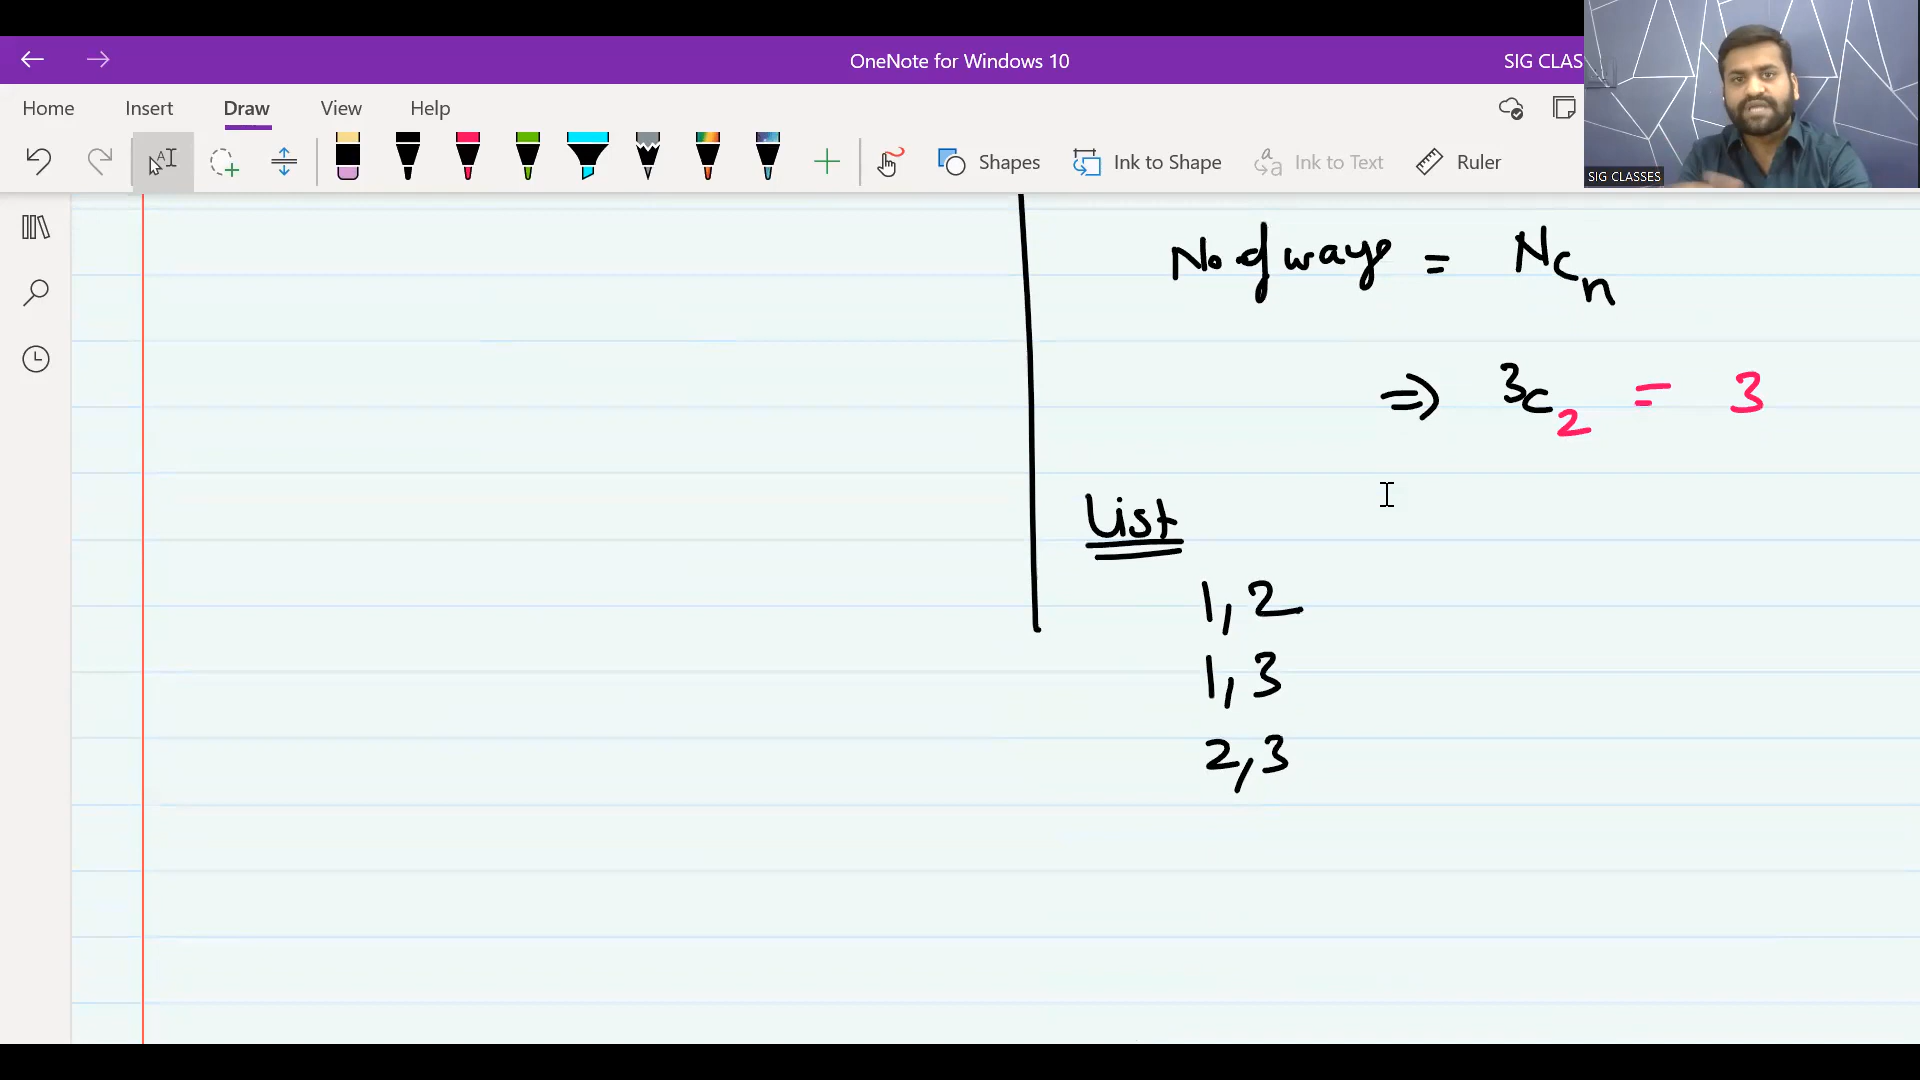 OneNote for Windows 10
SIG CLAS
Home Insert Draw View Help
Shapes Ink to Shape Ink to Text Ruler
SIG CLASSES
No of ways = NCn
⇒ 3C2 = 3
List
1, 2
1, 3
2, 3